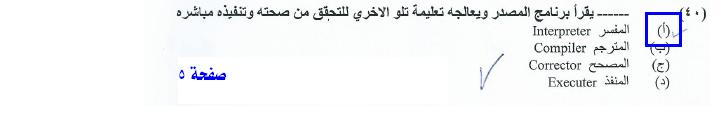 (٤٠) ------ يقرأ برنامج المصدر ويعالجه تعليمة تلو الاخري للتحقق من صحته وتنفيذه مباشره
(أ) المفسر Interpreter
(ب) المترجم Compiler
(ج) المصحح Corrector
(د) المنفذ Executer
صفحة ٥